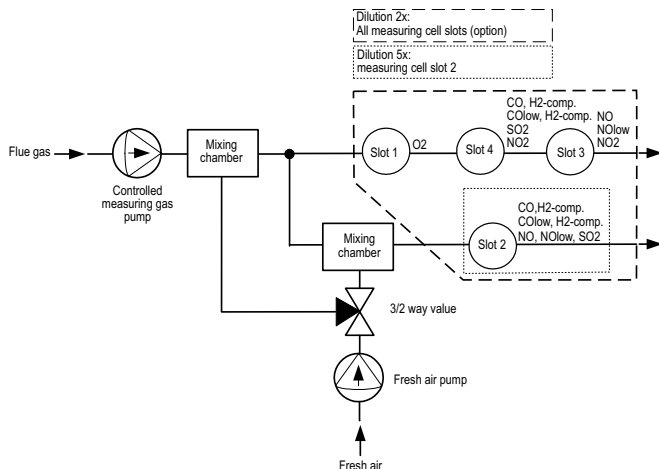 Dilution 2x:
All measuring cell slots (option)
Dilution 5x:
measuring cell slot 2
Flue gas
Controlled
measuring gas
pump
Mixing
chamber
Slot 1
O2
Slot 4
CO, H2-comp.
COlow, H2-comp.
SO2
NO2
Slot 3
NO
NOlow
NO2
Mixing
chamber
Slot 2
CO,H2-comp.
COlow, H2-comp.
NO, NOlow, SO2
3/2 way value
Fresh air pump
Fresh air